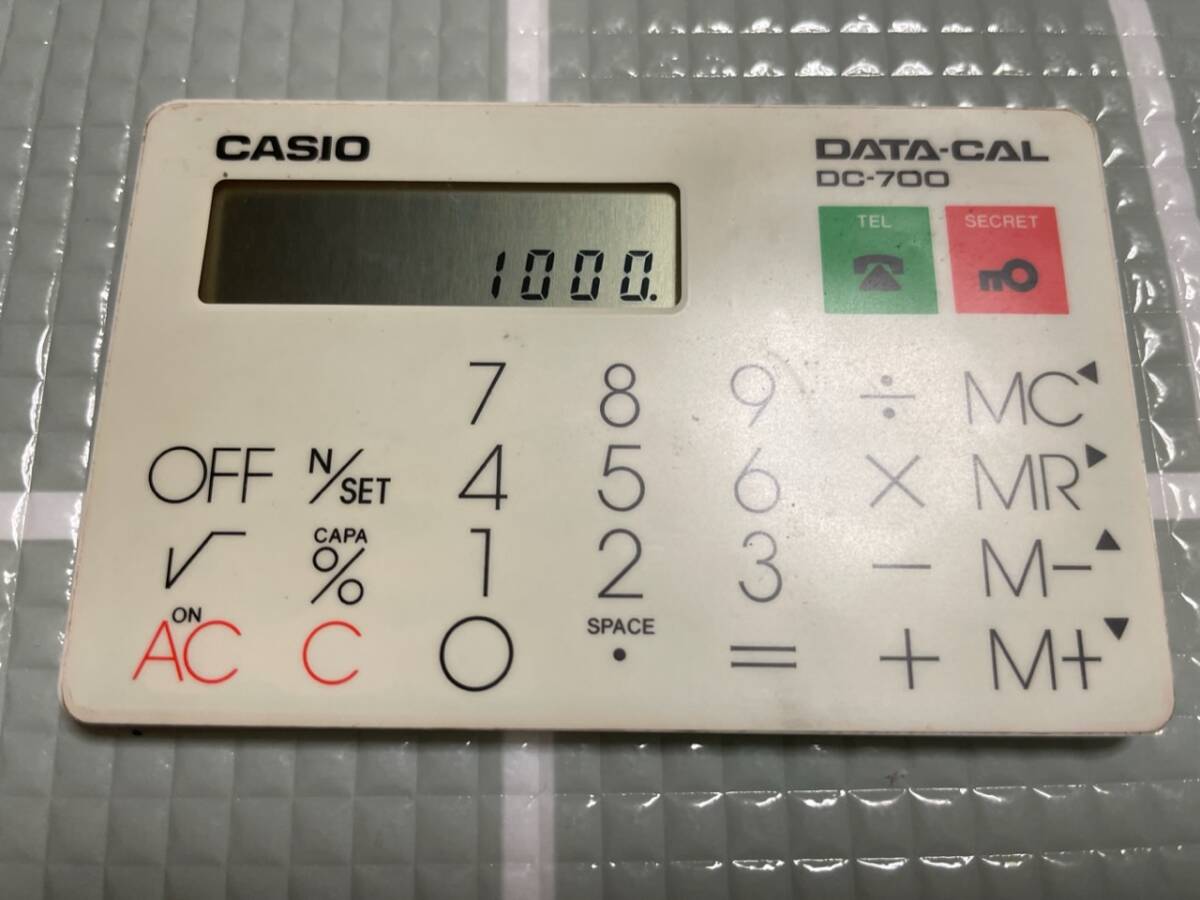 CASIO
DATA-CAL
DC-700
TEL
SECRET
1000.
7 8 9 ÷ MC
OFF N/SET 4 5 6 × MR
√ CAPA % 1 2 3 − M−
ON
AC C 0 SPACE . = + M+